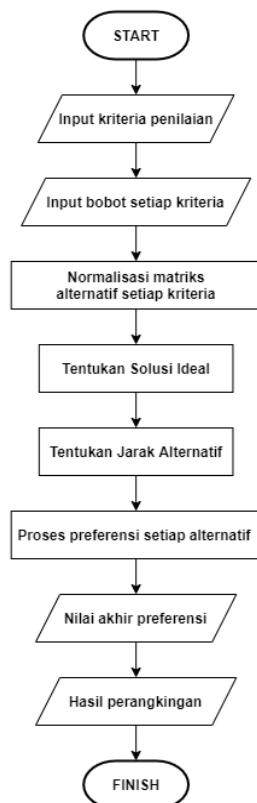 START
Input kriteria penilaian
Input bobot setiap kriteria
Normalisasi matriks
alternatif setiap kriteria
Tentukan Solusi Ideal
Tentukan Jarak Alternatif
Proses preferensi setiap alternatif
Nilai akhir preferensi
Hasil perangkingan
FINISH